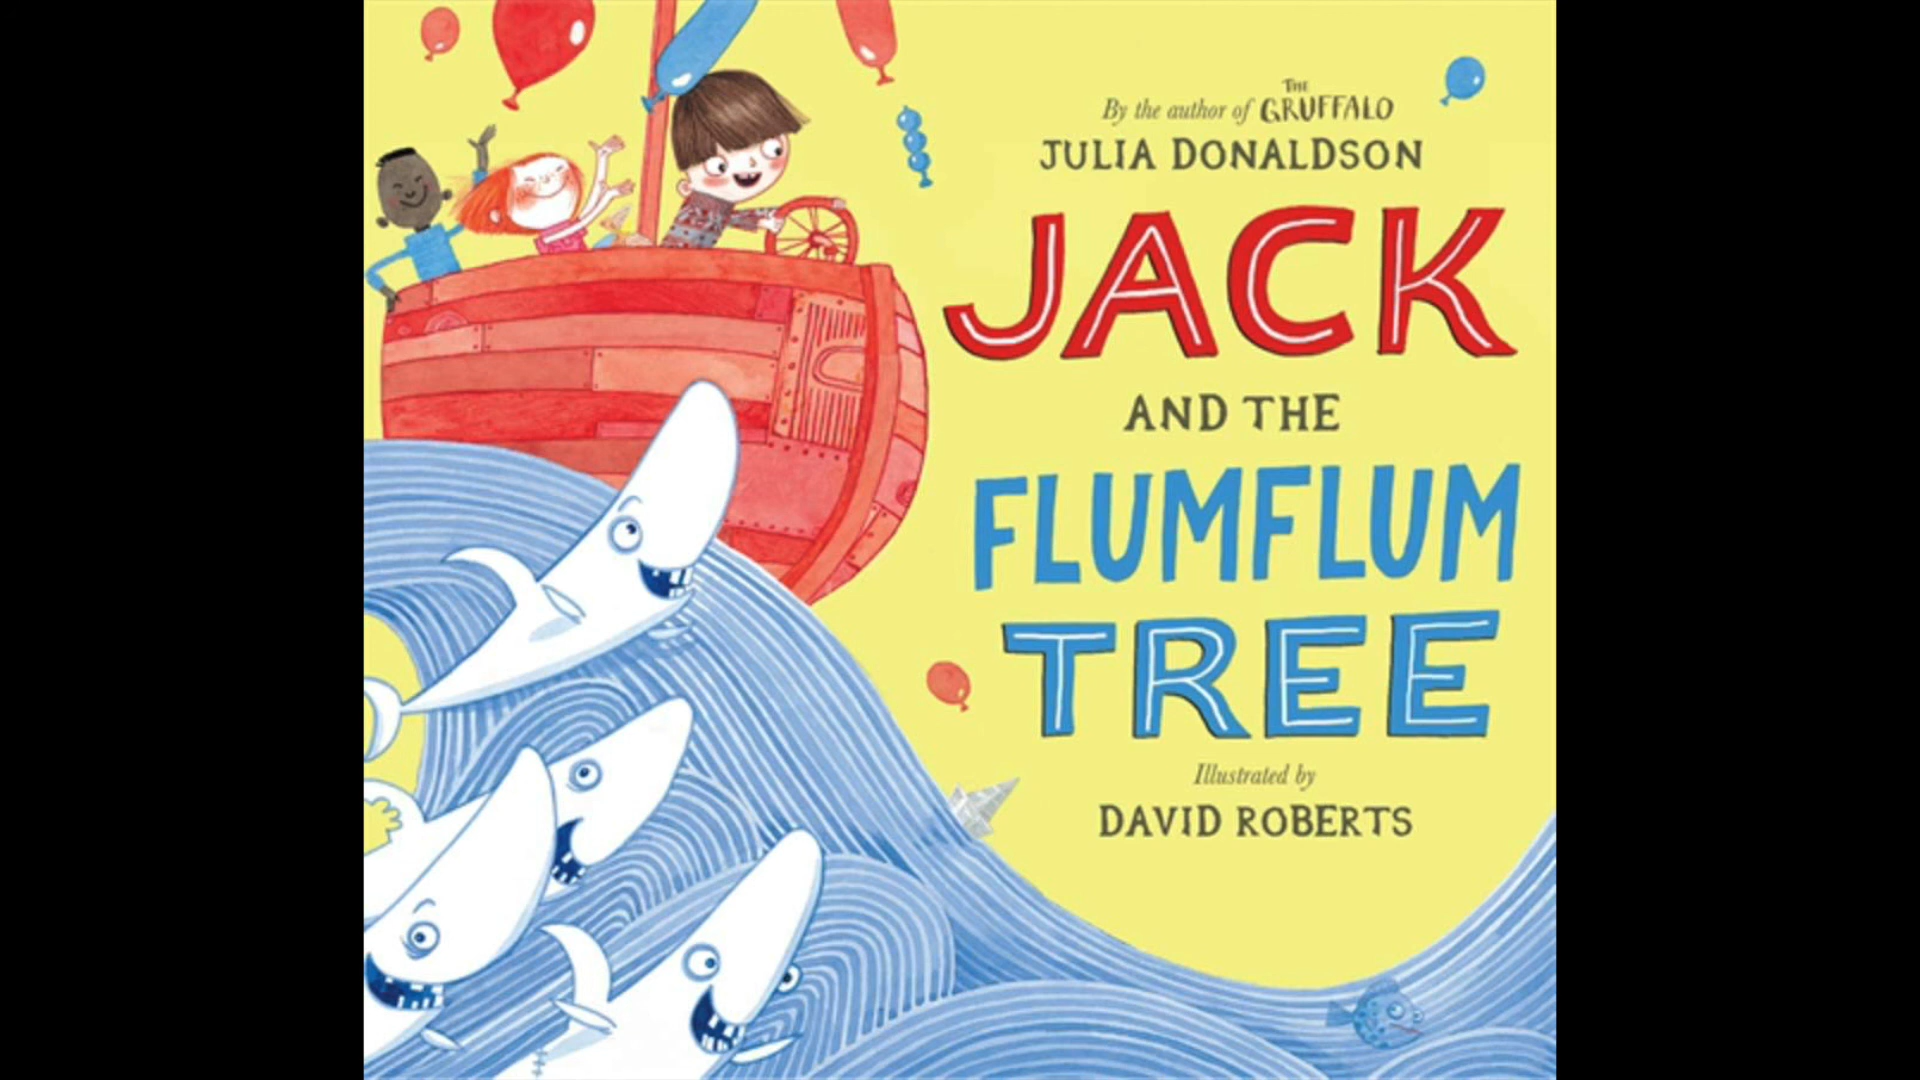 By the author of THE GRUFFALO
JULIA DONALDSON
JACK
AND THE
FLUMFLUM
TREE
Illustrated by
DAVID ROBERTS